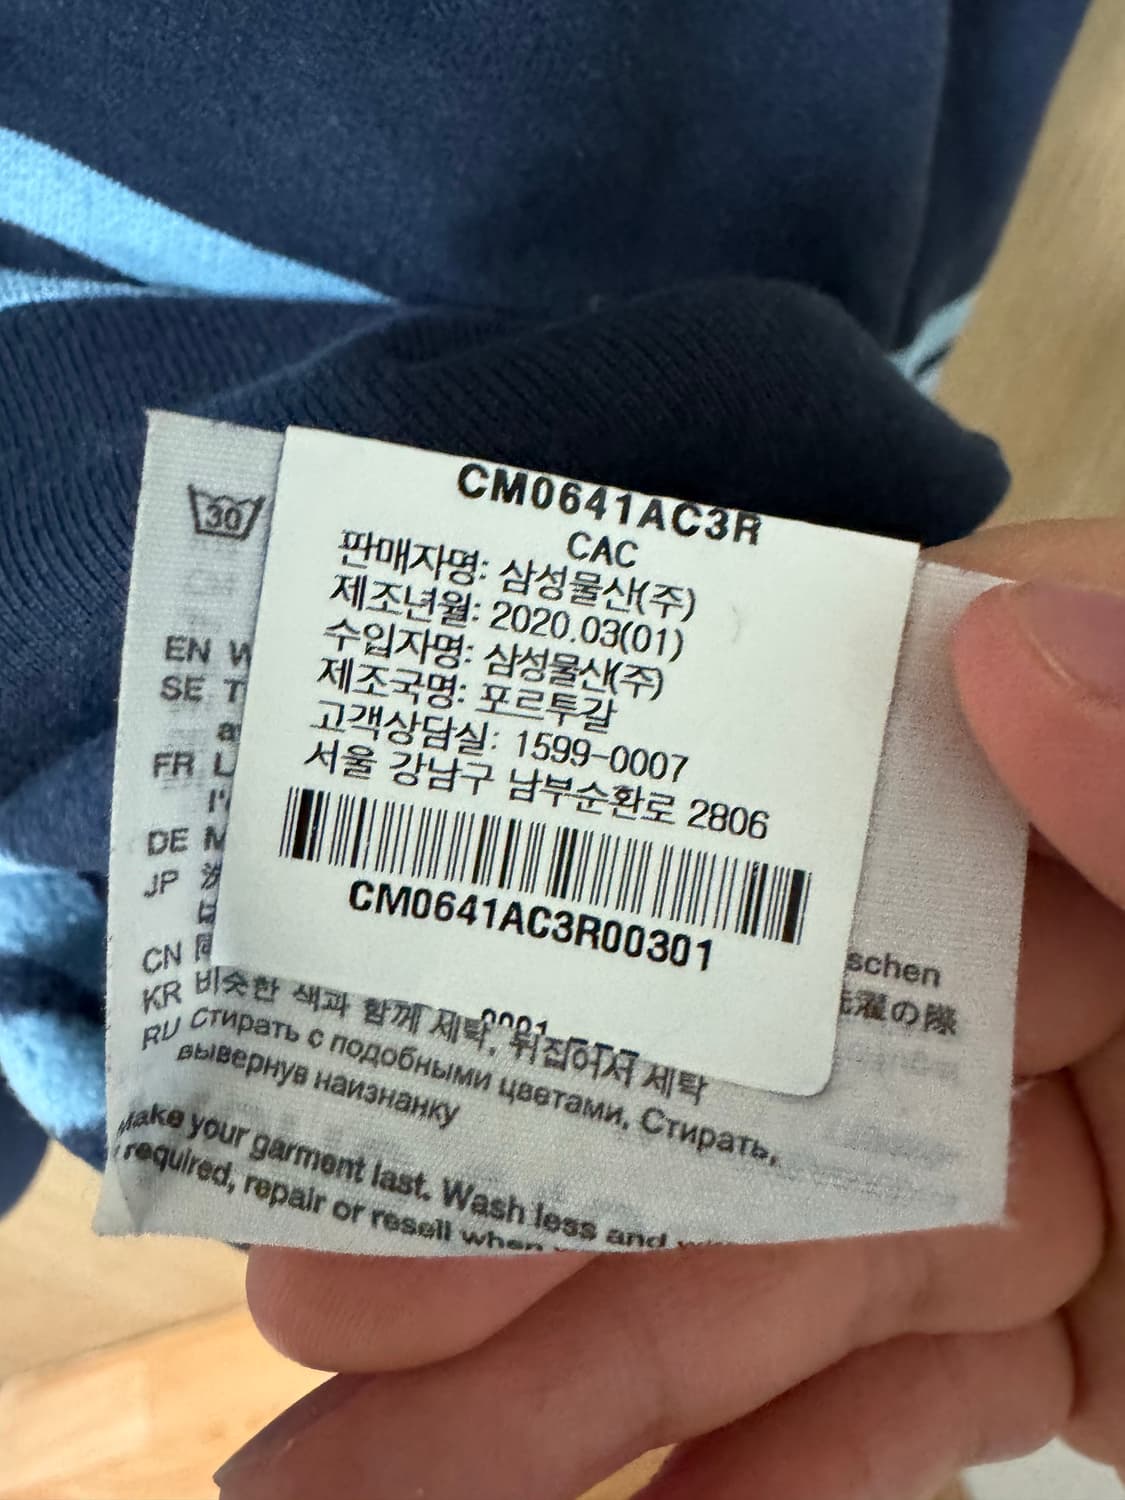 CM0641AC3R
CAC
판매자명: 삼성물산(주)
제조년월: 2020.03(01)
수입자명: 삼성물산(주)
제조국명: 포르투갈
고객상담실: 1599-0007
서울 강남구 남부순환로 2806
CM0641AC3R00301
30
EN W
SE T
FR L
DE M
JP 洗
schen
濯の際
CN 同
KR 비슷한 색과 함께 세탁, 뒤집어서 세탁
RU Стирать с подобными цветами, Стирать,
вывернув наизнанку
Make your garment last. Wash less and
required, repair or resell when